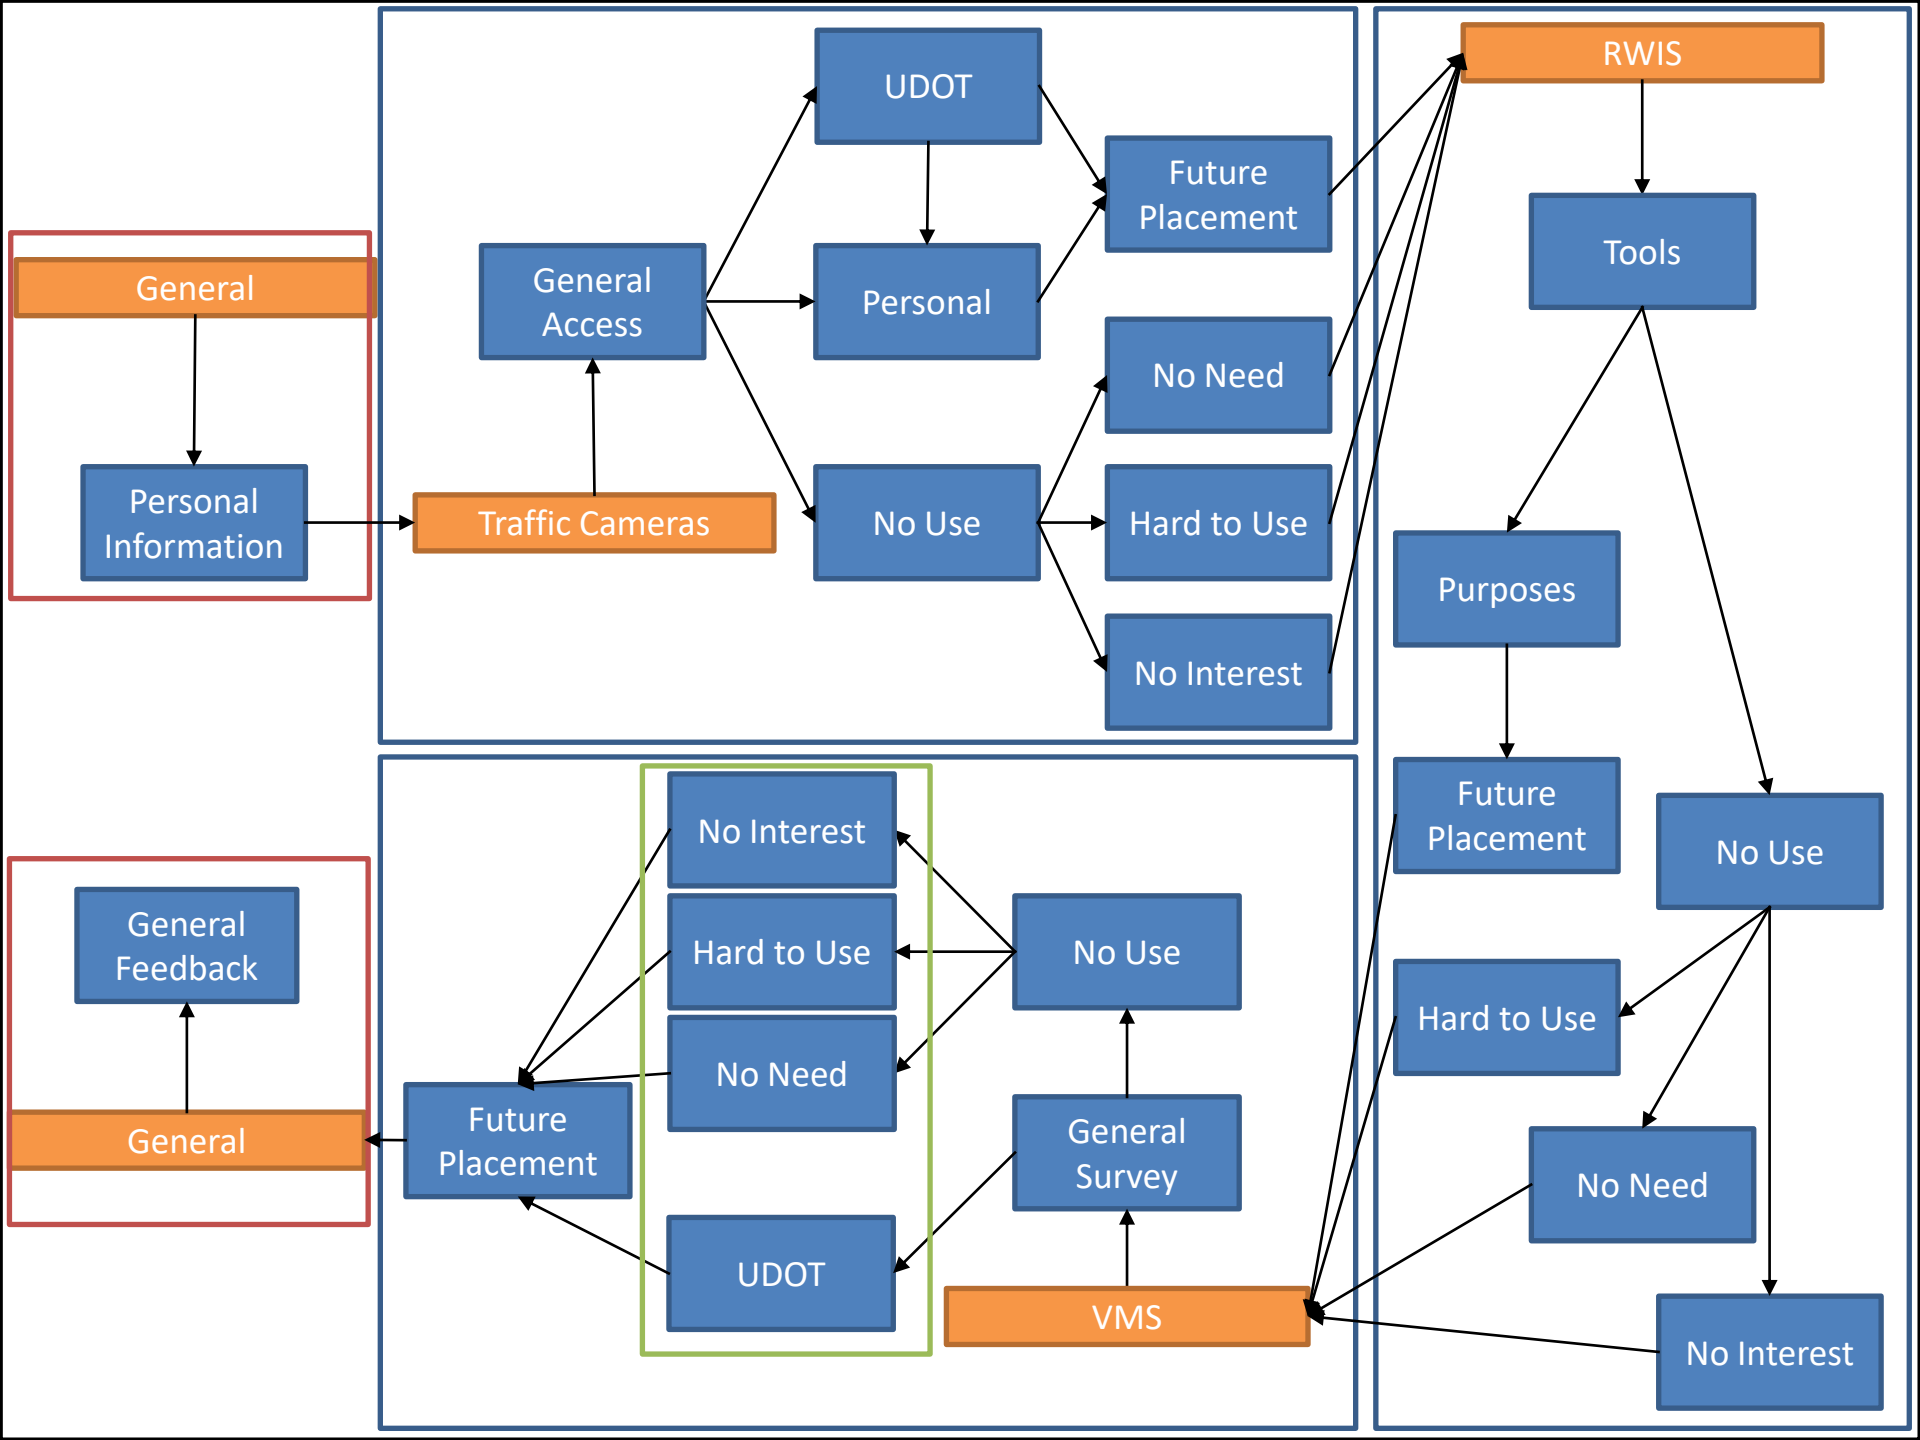 General
Personal
Information
Traffic Cameras
General
Access
UDOT
Personal
No Use
Future
Placement
No Need
Hard to Use
No Interest
RWIS
Tools
Purposes
Future
Placement
No Use
Hard to Use
No Need
No Interest
VMS
General
Survey
No Use
No Interest
Hard to Use
No Need
UDOT
Future
Placement
General
General
Feedback